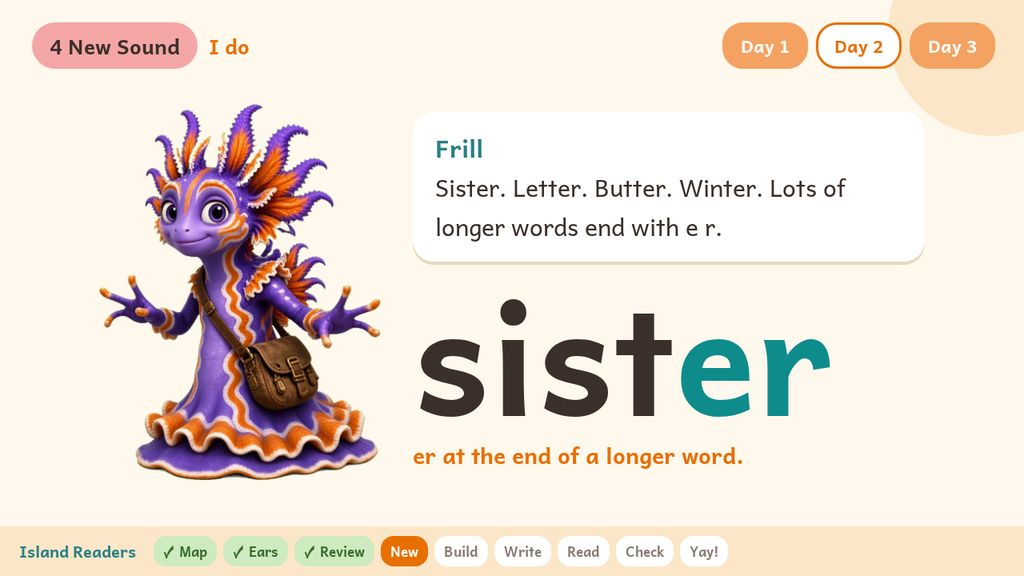 4 New Sound I do Day 1 Day 2 Day 3
Frill
Sister. Letter. Butter. Winter. Lots of
longer words end with e r.
sister
er at the end of a longer word.
Island Readers ✓ Map ✓ Ears ✓ Review New Build Write Read Check Yay!